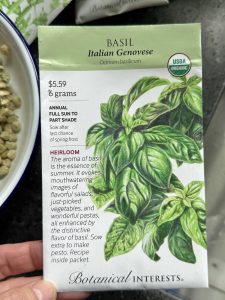 BASIL
Italian Genovese
Ocimum basilicum
USDA
ORGANIC
$5.59
6 grams
ANNUAL
FULL SUN TO
PART SHADE
Sow after
last chance
of spring frost
HEIRLOOM
The aroma of basil
is the essence of
summer. It evokes
mouthwatering
images of
flavorful salads,
just-picked
vegetables, and
wonderful pastas,
all enhanced by
the distinctive
flavor of basil. Sow
extra to make
pesto. Recipe
inside packet.
Botanical INTERESTS®